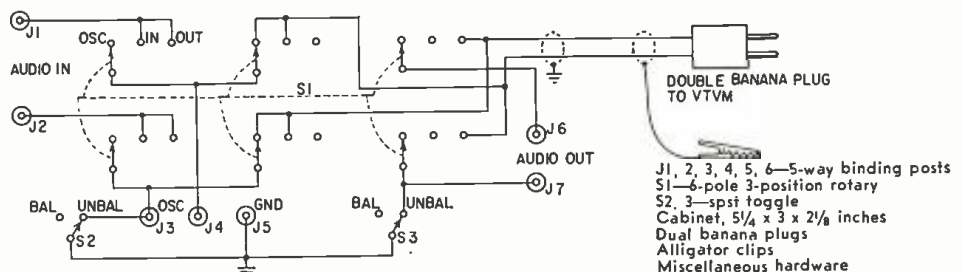 J1
OSC
IN
OUT
AUDIO IN
S1
DOUBLE BANANA PLUG
TO VTVM
J2
J6
AUDIO OUT
J7
BAL
UNBAL
OSC
J3
J4
GND
J5
BAL
UNBAL
S2
S3
J1, 2, 3, 4, 5, 6—5-way binding posts
S1—6-pole 3-position rotary
S2, 3—spst toggle
Cabinet, 5¼ x 3 x 2⅛ inches
Dual banana plugs
Alligator clips
Miscellaneous hardware